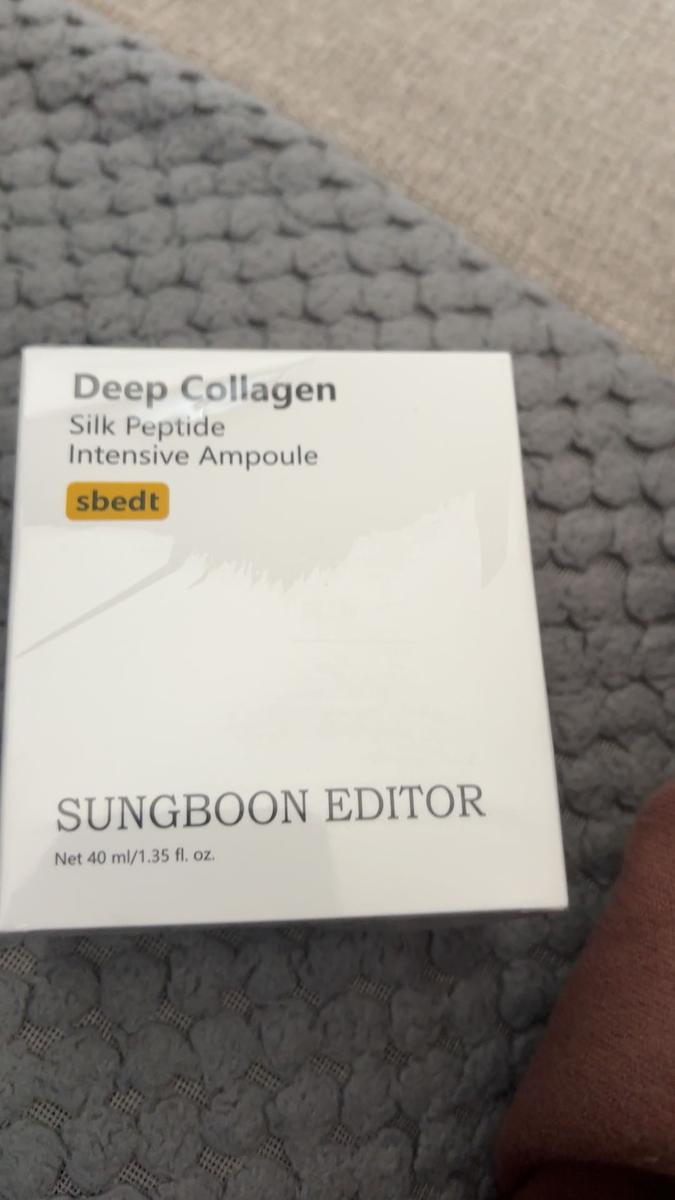 Deep Collagen
Silk Peptide
Intensive Ampoule
sbedt
SUNGBOON EDITOR
Net 40 ml/1.35 fl. oz.